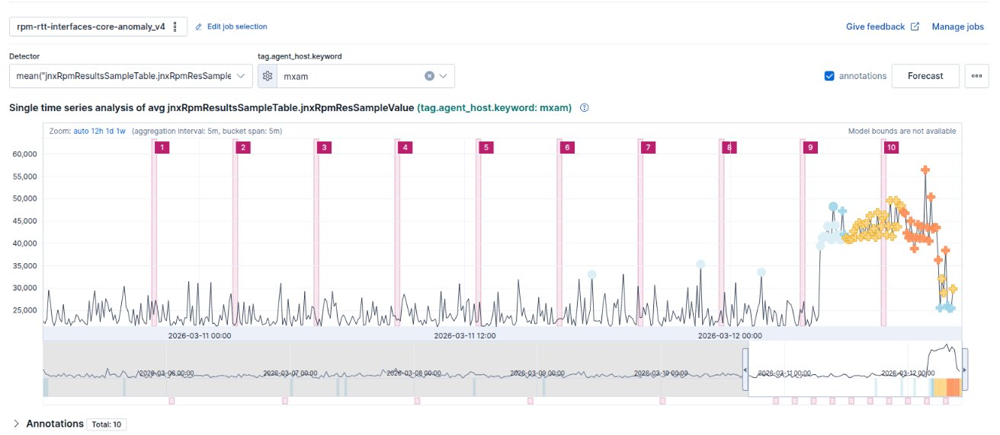 rpm-rtt-interfaces-core-anomaly_v4 Edit job selection Give feedback Manage jobs
Detector tag.agent_host.keyword
mean("jnxRpmResultsSampleTable.jnxRpmResSample mxam annotations Forecast
Single time series analysis of avg jnxRpmResultsSampleTable.jnxRpmResSampleValue (tag.agent_host.keyword: mxam)
Zoom: auto 12h 1d 1w (aggregation interval: 5m, bucket span: 5m) Model bounds are not available
1 2 3 4 5 6 7 8 9 10
60,000
55,000
50,000
45,000
40,000
35,000
30,000
25,000
2026-03-11 00:00 2026-03-11 12:00 2026-03-12 00:00
2026-03-06 00:00 2026-03-07 00:00 2026-03-08 00:00 2026-03-09 00:00 2026-03-10 00:00 2026-03-11 00:00 2026-03-12 00:00
Annotations Total: 10